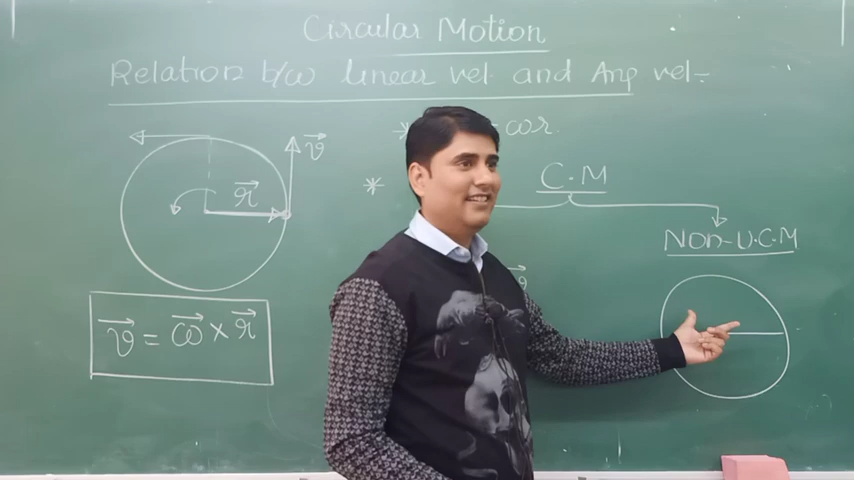 Circular Motion
Relation b/w linear vel. and Ang vel:-
* ωr.
v⃗
r⃗
*
C.M
NON-U.C.M
v⃗
v⃗ = ω⃗ × r⃗